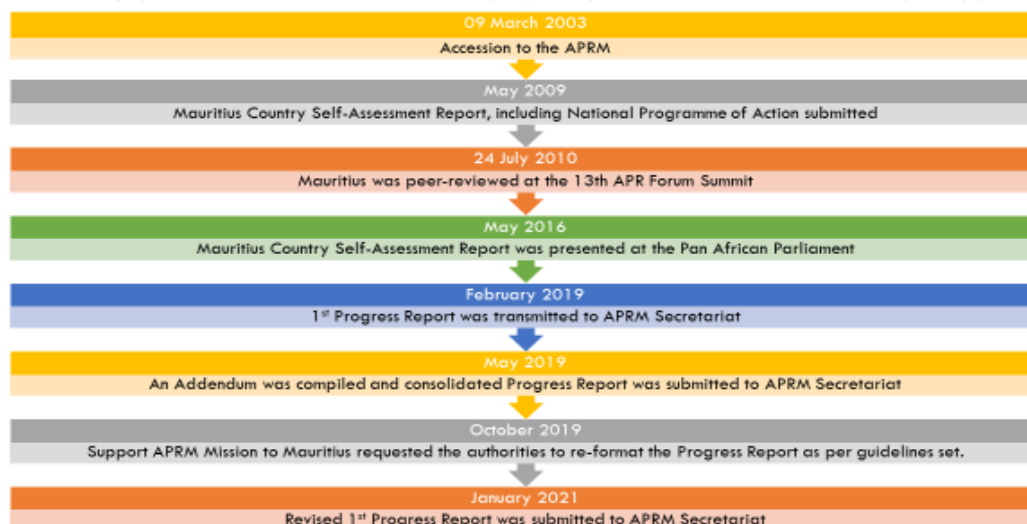 09 March 2003
Accession to the APRM
May 2009
Mauritius Country Self-Assessment Report, including National Programme of Action submitted
24 July 2010
Mauritius was peer-reviewed at the 13th APR Forum Summit
May 2016
Mauritius Country Self-Assessment Report was presented at the Pan African Parliament
February 2019
1st Progress Report was transmitted to APRM Secretariat
May 2019
An Addendum was compiled and consolidated Progress Report was submitted to APRM Secretariat
October 2019
Support APRM Mission to Mauritius requested the authorities to re-format the Progress Report as per guidelines set.
January 2021
Revised 1st Progress Report was submitted to APRM Secretariat